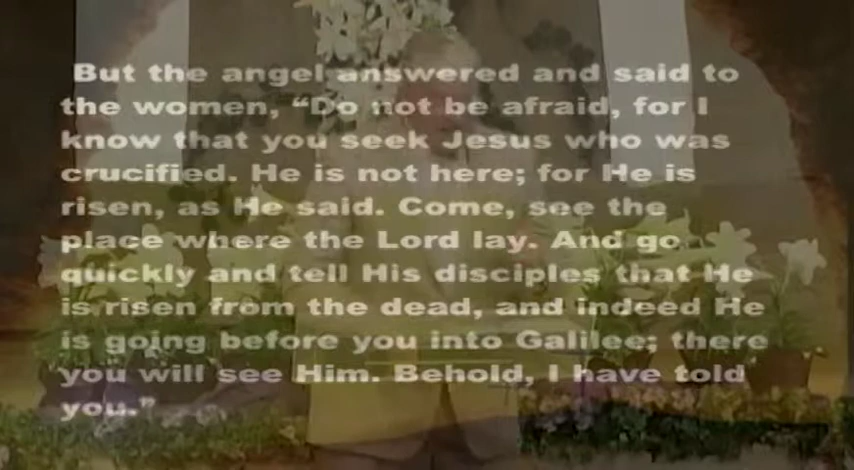 But the angel answered and said to
the women, “Do not be afraid, for I
know that you seek Jesus who was
crucified. He is not here; for He is
risen, as He said. Come, see the
place where the Lord lay. And go
quickly and tell His disciples that He
is risen from the dead, and indeed He
is going before you into Galilee; there
you will see Him. Behold, I have told
you.”